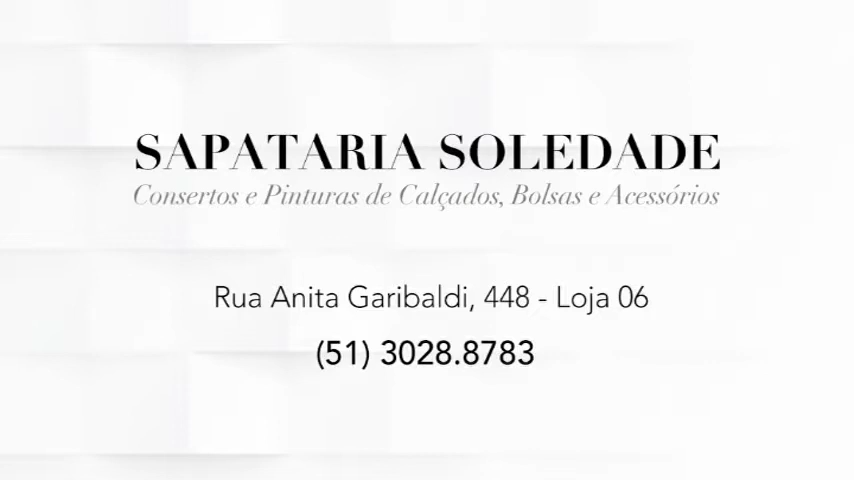 SAPATARIA SOLEDADE
Consertos e Pinturas de Calçados, Bolsas e Acessórios
Rua Anita Garibaldi, 448 - Loja 06
(51) 3028.8783